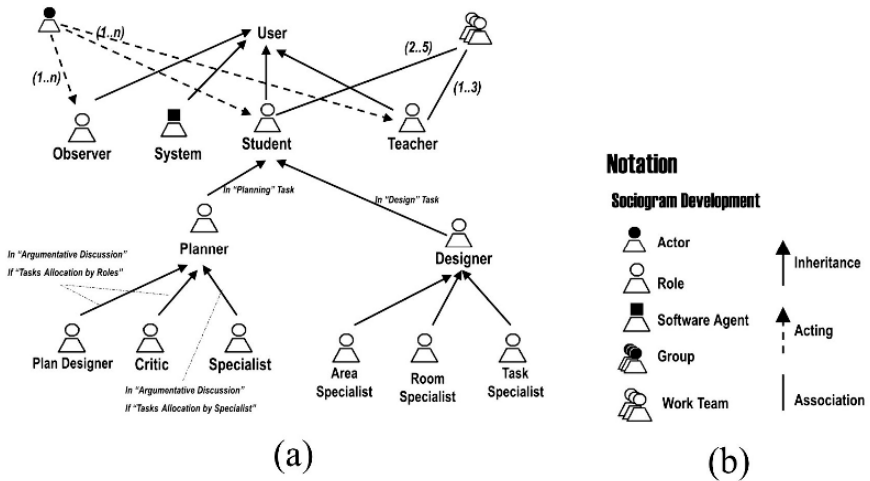 (1..n)
User
(2..5)
(1..n)
(1..3)
Observer
System
Student
Teacher
In "Planning" Task
In "Design" Task
Planner
Designer
In "Argumentative Discussion"
If "Tasks Allocation by Roles"
Plan Designer
Critic
Specialist
Area
Specialist
Room
Specialist
Task
Specialist
In "Argumentative Discussion"
If "Tasks Allocation by Specialist"
(a)
Notation
Sociogram Development
Actor
Role
Software Agent
Group
Work Team
Inheritance
Acting
Association
(b)